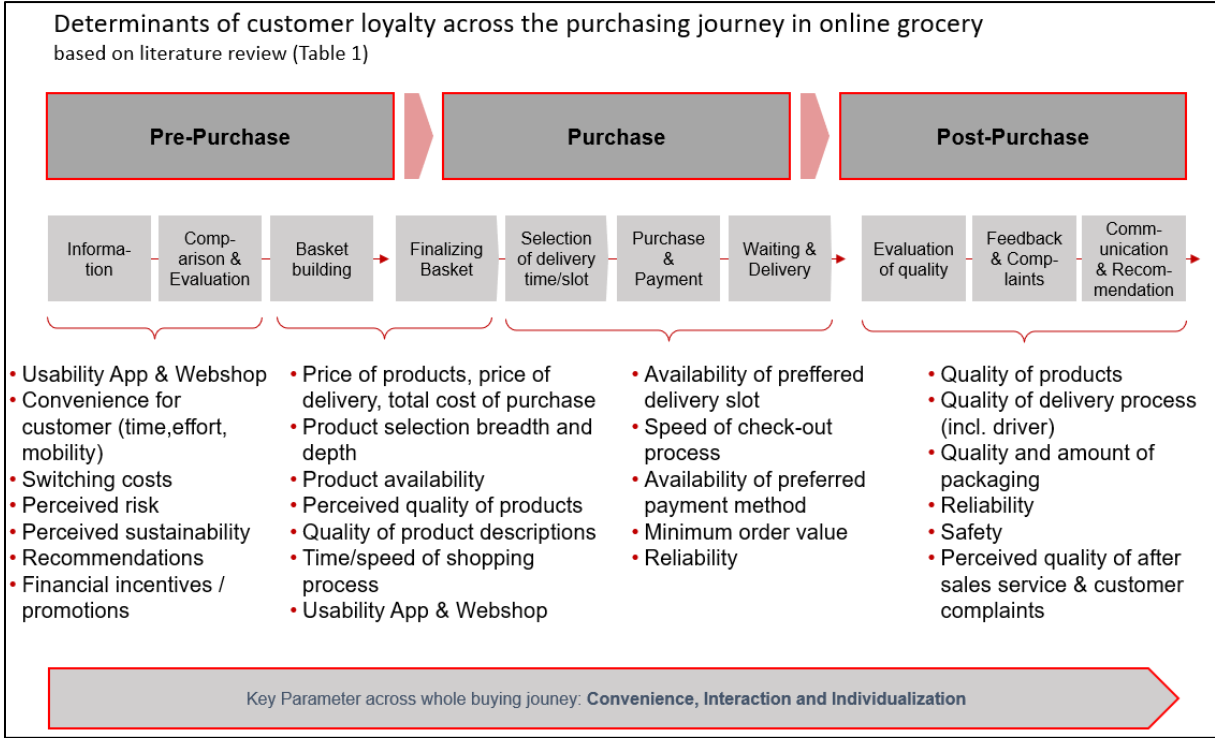 Determinants of customer loyalty across the purchasing journey in online grocery
based on literature review (Table 1)
Pre-Purchase
Purchase
Post-Purchase
Informa-
tion
Comp-
arison &
Evaluation
Basket
building
Finalizing
Basket
Selection
of delivery
time/slot
Purchase
&
Payment
Waiting &
Delivery
Evaluation
of quality
Feedback
& Comp-
laints
Comm-
unication
& Recom-
mendation
• Usability App & Webshop
• Convenience for
customer (time,effort,
mobility)
• Switching costs
• Perceived risk
• Perceived sustainability
• Recommendations
• Financial incentives /
promotions
• Price of products, price of
delivery, total cost of purchase
• Product selection breadth and
depth
• Product availability
• Perceived quality of products
• Quality of product descriptions
• Time/speed of shopping
process
• Usability App & Webshop
• Availability of preffered
delivery slot
• Speed of check-out
process
• Availability of preferred
payment method
• Minimum order value
• Reliability
• Quality of products
• Quality of delivery process
(incl. driver)
• Quality and amount of
packaging
• Reliability
• Safety
• Perceived quality of after
sales service & customer
complaints
Key Parameter across whole buying jouney: Convenience, Interaction and Individualization